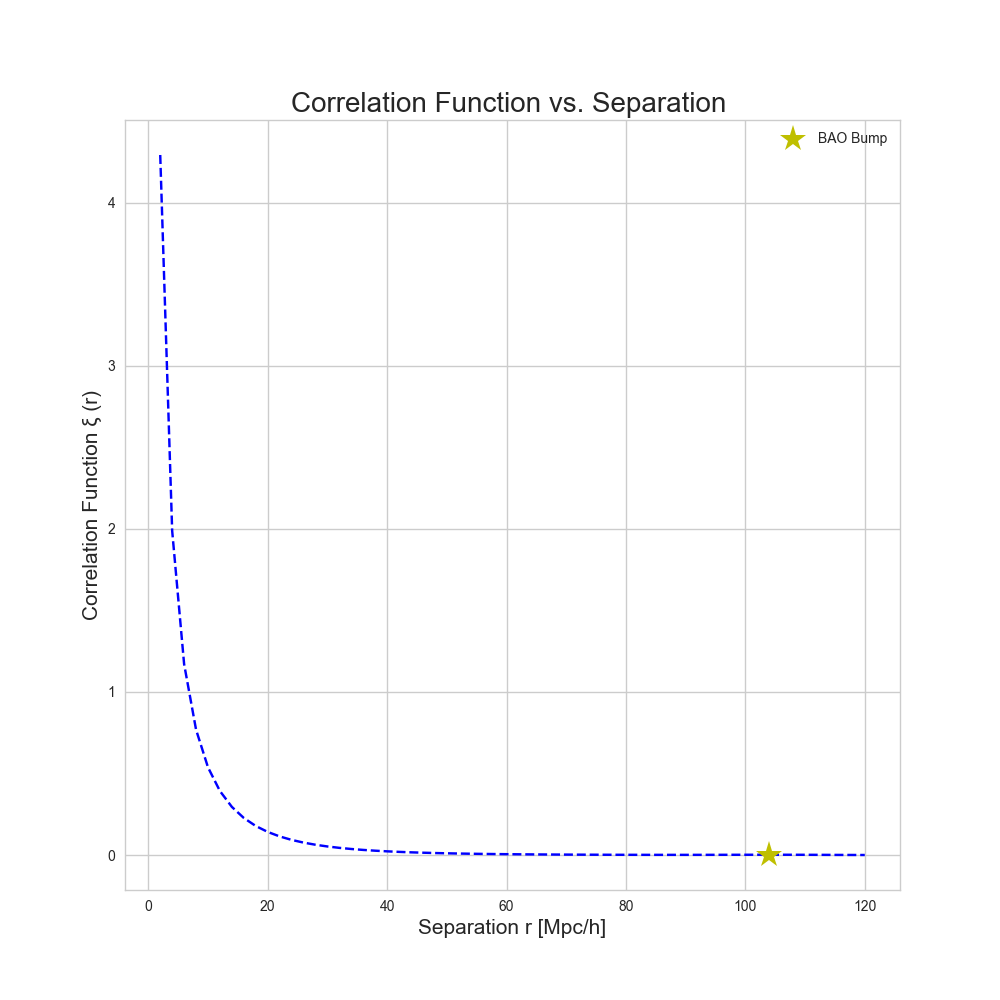 Correlation Function vs. Separation
BAO Bump
Correlation Function ξ (r)
4
3
2
1
0
0 20 40 60 80 100 120
Separation r [Mpc/h]